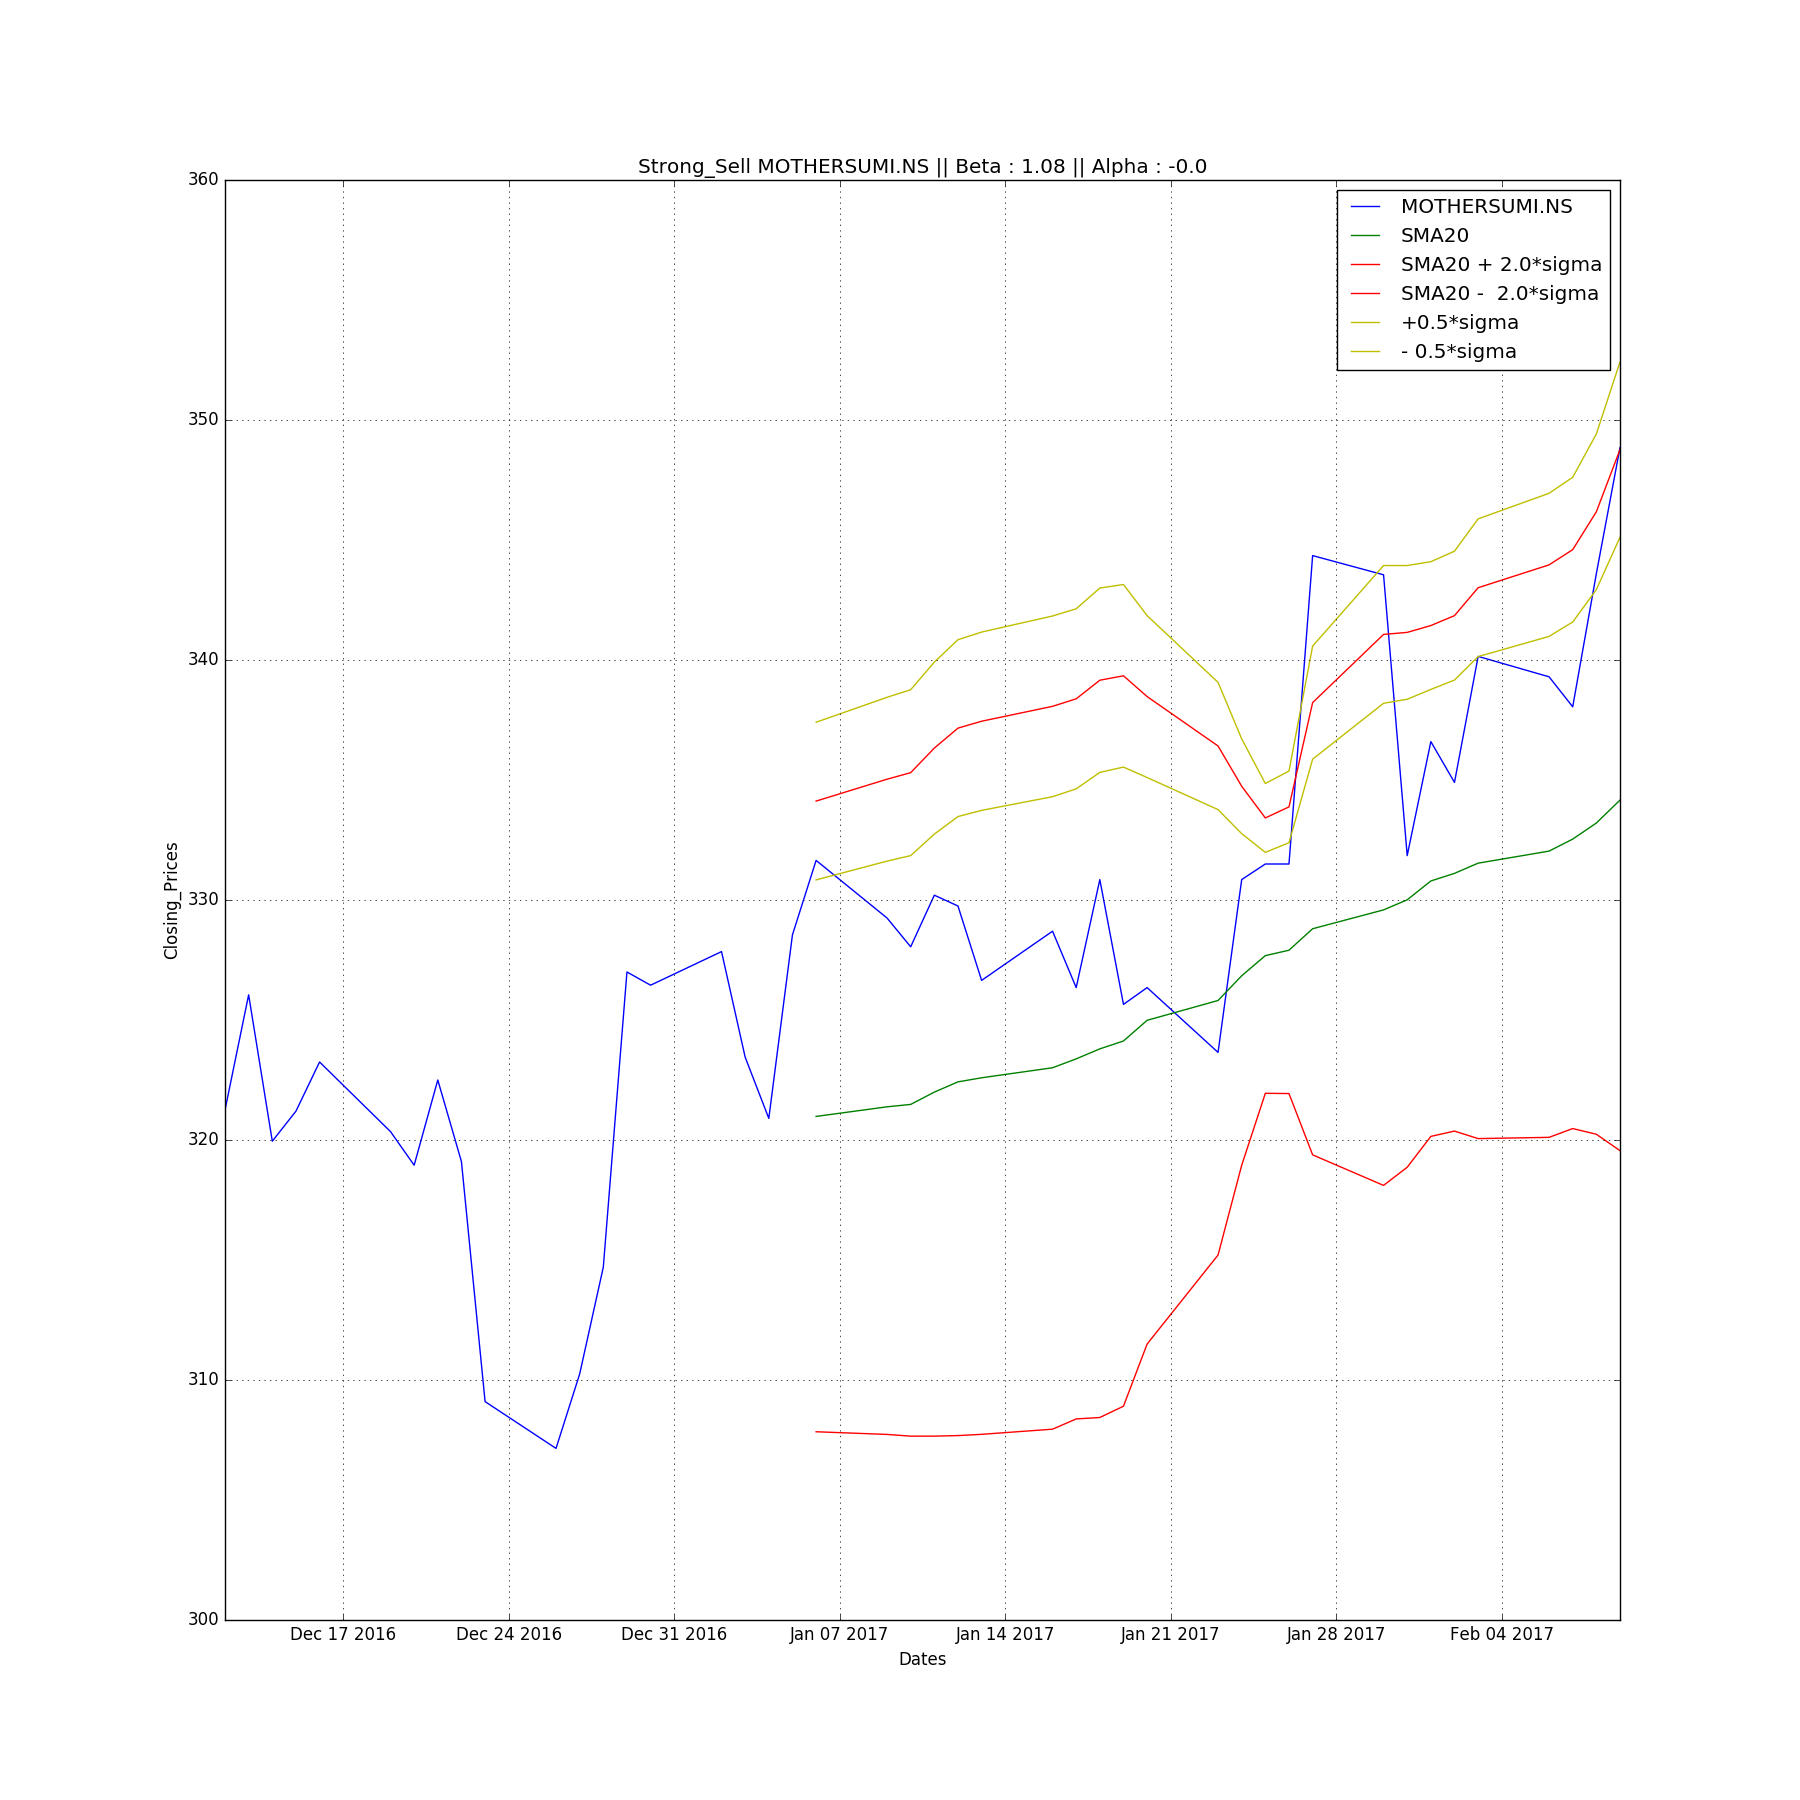 Strong_Sell MOTHERSUMI.NS || Beta : 1.08 || Alpha : -0.0
360
350
340
330
320
310
300
Closing_Prices
MOTHERSUMI.NS
SMA20
SMA20 + 2.0*sigma
SMA20 -  2.0*sigma
+0.5*sigma
- 0.5*sigma
Dec 17 2016 Dec 24 2016 Dec 31 2016 Jan 07 2017 Jan 14 2017 Jan 21 2017 Jan 28 2017 Feb 04 2017
Dates